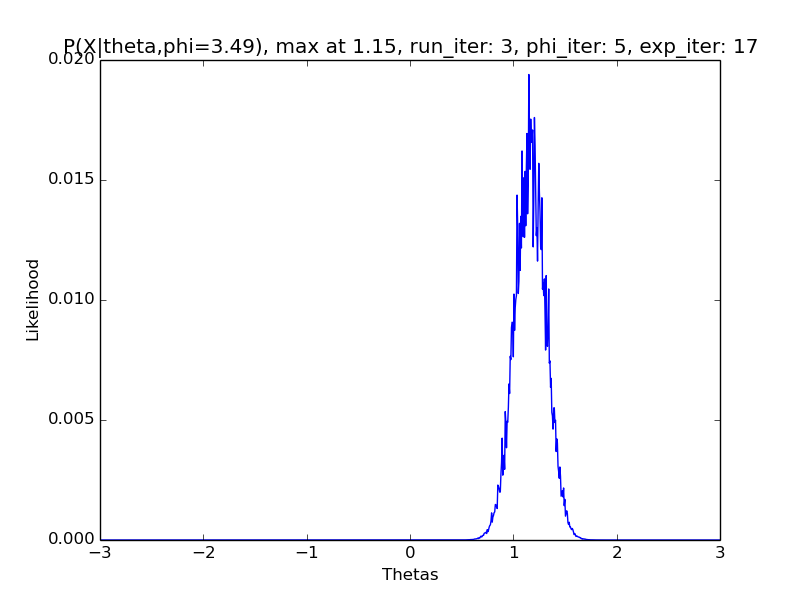 P(X|theta,phi=3.49), max at 1.15, run_iter: 3, phi_iter: 5, exp_iter: 17
0.020
0.015
0.010
0.005
0.000
Likelihood
−3 −2 −1 0 1 2 3
Thetas